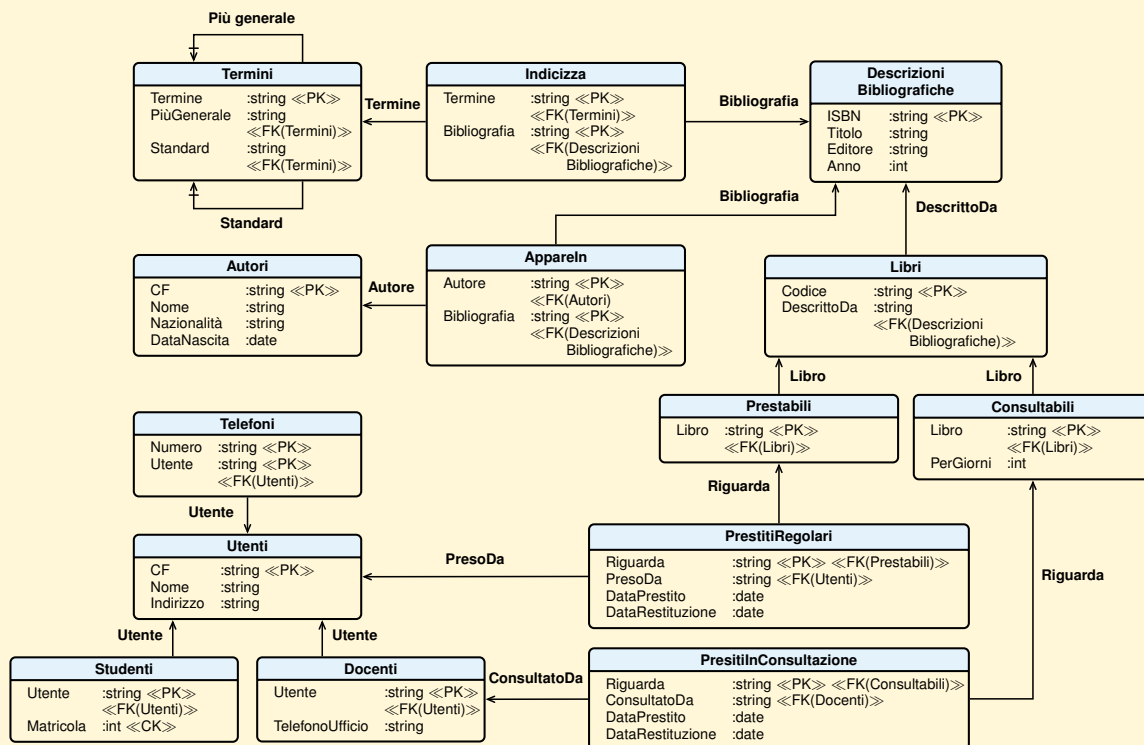 Più generale
Termini
Termine :string ≪PK≫
PiùGenerale :string
≪FK(Termini)≫
Standard :string
≪FK(Termini)≫
Standard
Termine
Indicizza
Termine :string ≪PK≫
≪FK(Termini)≫
Bibliografia :string ≪PK≫
≪FK(Descrizioni
Bibliografiche)≫
Bibliografia
Descrizioni
Bibliografiche
ISBN :string ≪PK≫
Titolo :string
Editore :string
Anno :int
Bibliografia
DescrittoDa
Autori
CF :string ≪PK≫
Nome :string
Nazionalità :string
DataNascita :date
Autore
AppareIn
Autore :string ≪PK≫
≪FK(Autori)
Bibliografia :string ≪PK≫
≪FK(Descrizioni
Bibliografiche)≫
Libri
Codice :string ≪PK≫
DescrittoDa :string
≪FK(Descrizioni
Bibliografiche)≫
Libro
Libro
Prestabili
Libro :string ≪PK≫
≪FK(Libri)≫
Consultabili
Libro :string ≪PK≫
≪FK(Libri)≫
PerGiorni :int
Telefoni
Numero :string ≪PK≫
Utente :string ≪PK≫
≪FK(Utenti)≫
Utente
Riguarda
Utenti
CF :string ≪PK≫
Nome :string
Indirizzo :string
PresoDa
PrestitiRegolari
Riguarda :string ≪PK≫ ≪FK(Prestabili)≫
PresoDa :string ≪FK(Utenti)≫
DataPrestito :date
DataRestituzione :date
Riguarda
Utente
Utente
Studenti
Utente :string ≪PK≫
≪FK(Utenti)≫
Matricola :int ≪CK≫
Docenti
Utente :string ≪PK≫
≪FK(Utenti)≫
TelefonoUfficio :string
ConsultatoDa
PresitiInConsultazione
Riguarda :string ≪PK≫ ≪FK(Consultabili)≫
ConsultatoDa :string ≪FK(Docenti)≫
DataPrestito :date
DataRestituzione :date